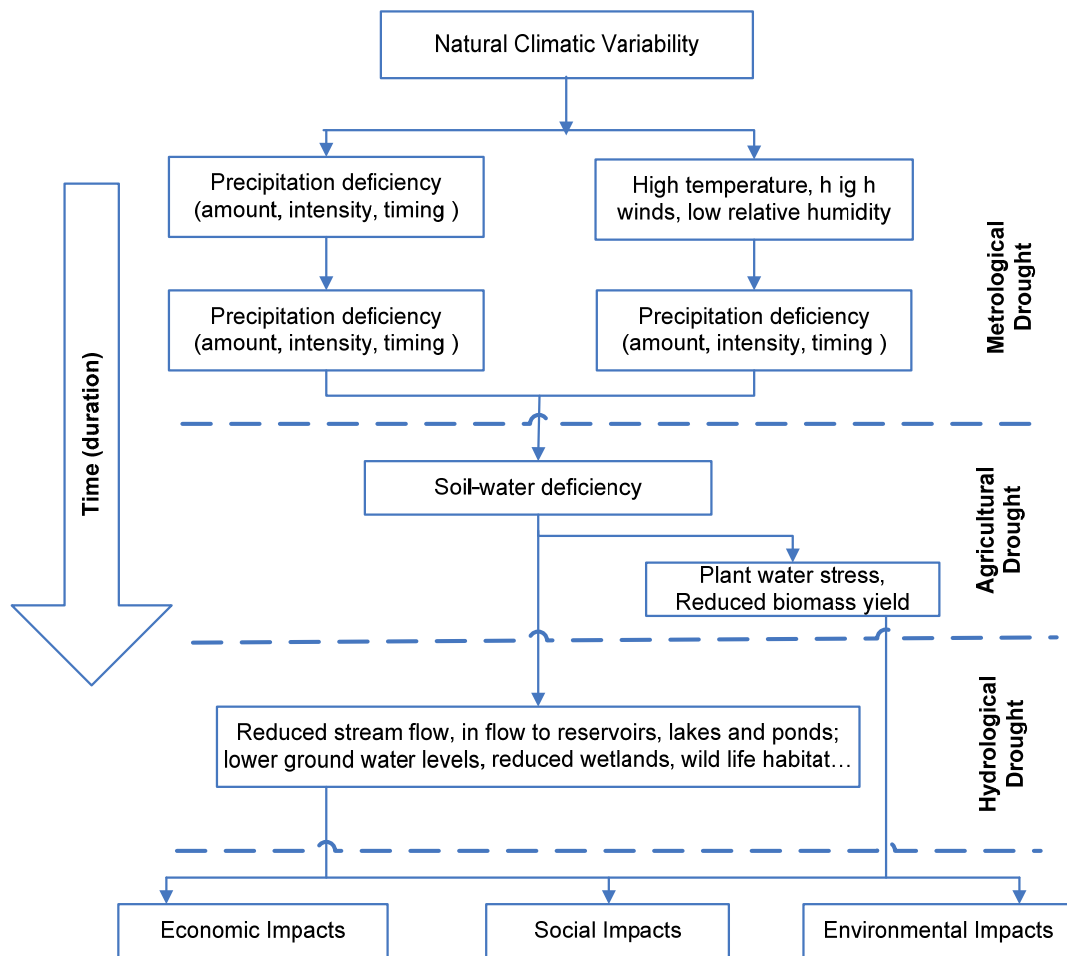 Natural Climatic Variability
Precipitation deficiency
(amount, intensity, timing )
High temperature, h ig h
winds, low relative humidity
Precipitation deficiency
(amount, intensity, timing )
Precipitation deficiency
(amount, intensity, timing )
Metrological
Drought
Time (duration)
Soil-water deficiency
Plant water stress,
Reduced biomass yield
Agricultural
Drought
Reduced stream flow, in flow to reservoirs, lakes and ponds;
lower ground water levels, reduced wetlands, wild life habitat…
Hydrological
Drought
Economic Impacts
Social Impacts
Environmental Impacts